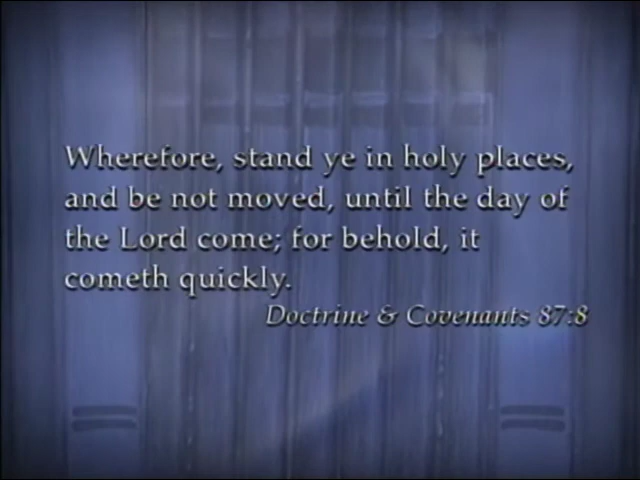 Wherefore, stand ye in holy places,
and be not moved, until the day of
the Lord come; for behold, it
cometh quickly.
Doctrine & Covenants 87:8